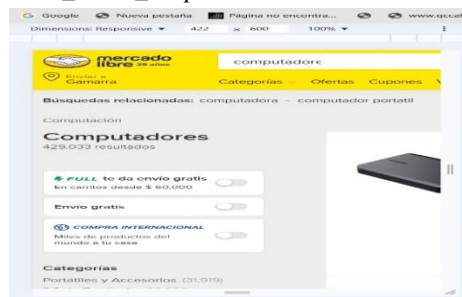 Google Nueva pestaña Página no encontra... www.gccaf
Dimensions: Responsive 422 × 600 100%
mercado
libre
computadore
Enviar a
Gamarra
Categorías Ofertas Cupones
Búsquedas relacionadas: computadora - computador portatil
Computación
Computadores
429.033 resultados
FULL te da envío gratis
En carritos desde $ 60.000
Envío gratis
COMPRA INTERNACIONAL
Miles de productos del
mundo a tu casa
Categorías
Portátiles y Accesorios (31.919)